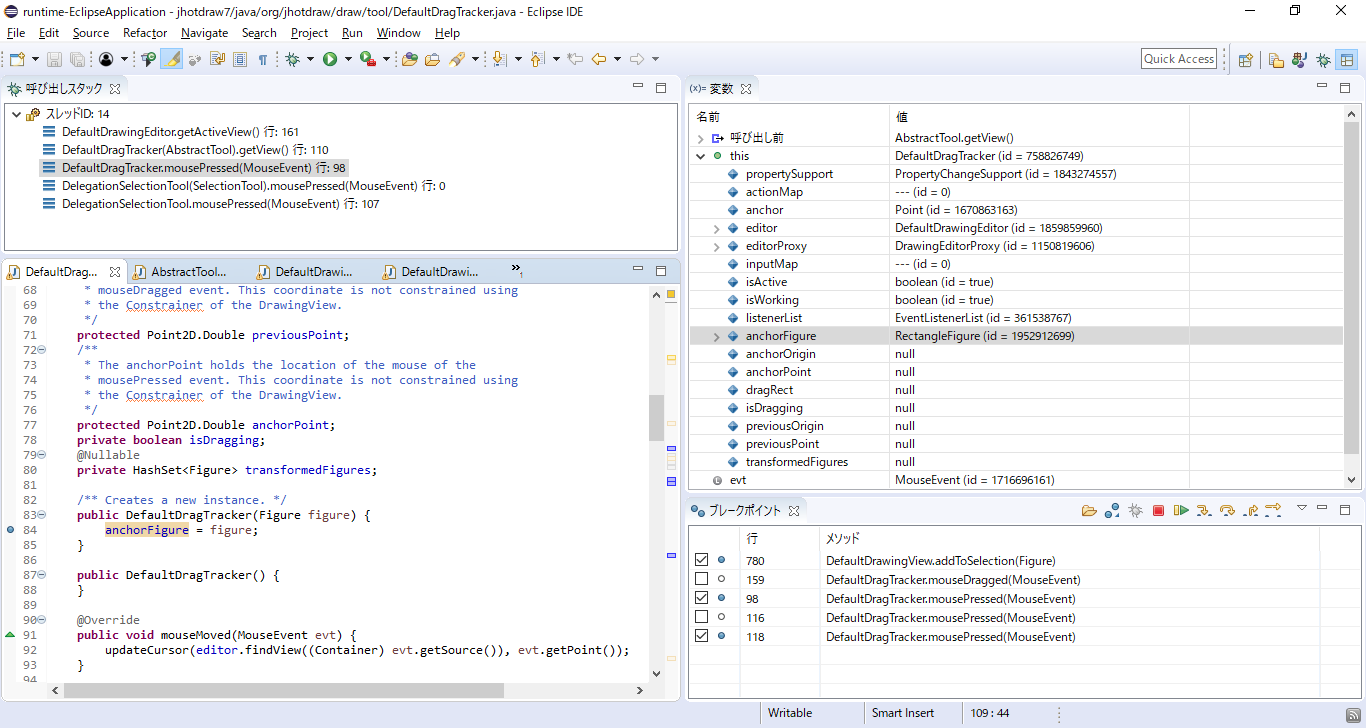 runtime-EclipseApplication - jhotdraw7/java/org/jhotdraw/draw/tool/DefaultDragTracker.java - Eclipse IDE
File Edit Source Refactor Navigate Search Project Run Window Help
Quick Access
呼び出しスタック
スレッドID: 14
DefaultDrawingEditor.getActiveView() 行: 161
DefaultDragTracker(AbstractTool).getView() 行: 110
DefaultDragTracker.mousePressed(MouseEvent) 行: 98
DelegationSelectionTool(SelectionTool).mousePressed(MouseEvent) 行: 0
DelegationSelectionTool.mousePressed(MouseEvent) 行: 107
DefaultDrag... AbstractTool... DefaultDrawi... DefaultDrawi... »1
68 * mouseDragged event. This coordinate is not constrained using
69 * the Constrainer of the DrawingView.
70 */
71 protected Point2D.Double previousPoint;
72 /**
73 * The anchorPoint holds the location of the mouse of the
74 * mousePressed event. This coordinate is not constrained using
75 * the Constrainer of the DrawingView.
76 */
77 protected Point2D.Double anchorPoint;
78 private boolean isDragging;
79 @Nullable
80 private HashSet<Figure> transformedFigures;
81
82 /** Creates a new instance. */
83 public DefaultDragTracker(Figure figure) {
84 anchorFigure = figure;
85 }
86
87 public DefaultDragTracker() {
88 }
89
90 @Override
91 public void mouseMoved(MouseEvent evt) {
92 updateCursor(editor.findView((Container) evt.getSource()), evt.getPoint());
93 }
94
(x)= 変数
名前 値
呼び出し前 AbstractTool.getView()
this DefaultDragTracker (id = 758826749)
propertySupport PropertyChangeSupport (id = 1843274557)
actionMap --- (id = 0)
anchor Point (id = 1670863163)
editor DefaultDrawingEditor (id = 1859859960)
editorProxy DrawingEditorProxy (id = 1150819606)
inputMap --- (id = 0)
isActive boolean (id = true)
isWorking boolean (id = true)
listenerList EventListenerList (id = 361538767)
anchorFigure RectangleFigure (id = 1952912699)
anchorOrigin null
anchorPoint null
dragRect null
isDragging null
previousOrigin null
previousPoint null
transformedFigures null
evt MouseEvent (id = 1716696161)
ブレークポイント
行 メソッド
780 DefaultDrawingView.addToSelection(Figure)
159 DefaultDragTracker.mouseDragged(MouseEvent)
98 DefaultDragTracker.mousePressed(MouseEvent)
116 DefaultDragTracker.mousePressed(MouseEvent)
118 DefaultDragTracker.mousePressed(MouseEvent)
Writable Smart Insert 109 : 44